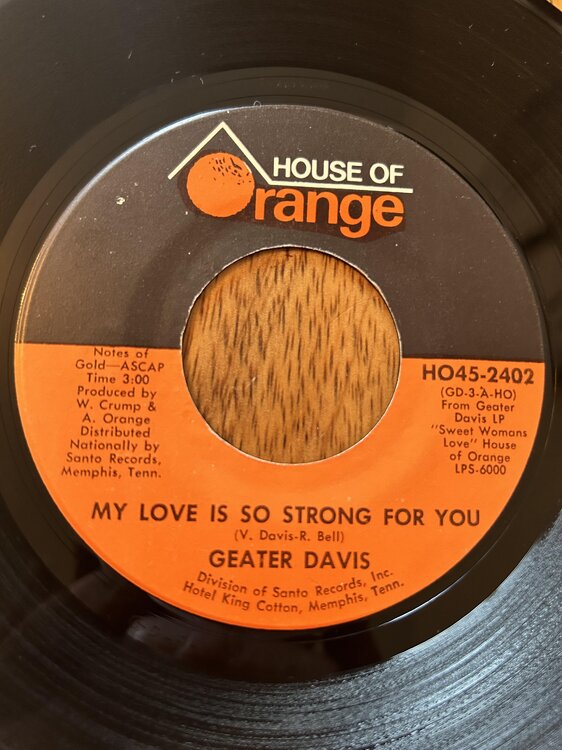 HOUSE OF
Orange
Notes of
Gold—ASCAP
Time 3:00
Produced by
W. Crump &
A. Orange
Distributed
Nationally by
Santo Records,
Memphis, Tenn.
HO45-2402
(GD-3-A-HO)
From Geater
Davis LP
"Sweet Womans
Love" House
of Orange
LPS-6000
MY LOVE IS SO STRONG FOR YOU
(V. Davis-R. Bell)
GEATER DAVIS
Division of Santo Records, Inc.
Hotel King Cotton, Memphis, Tenn.